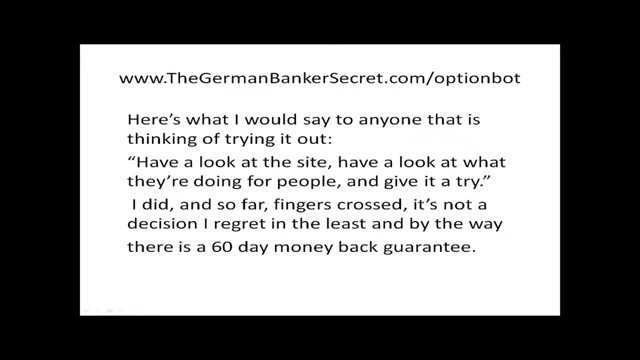 www.TheGermanBankerSecret.com/optionbot
Here's what I would say to anyone that is
thinking of trying it out:
“Have a look at the site, have a look at what
they're doing for people, and give it a try.”
I did, and so far, fingers crossed, it's not a
decision I regret in the least and by the way
there is a 60 day money back guarantee.